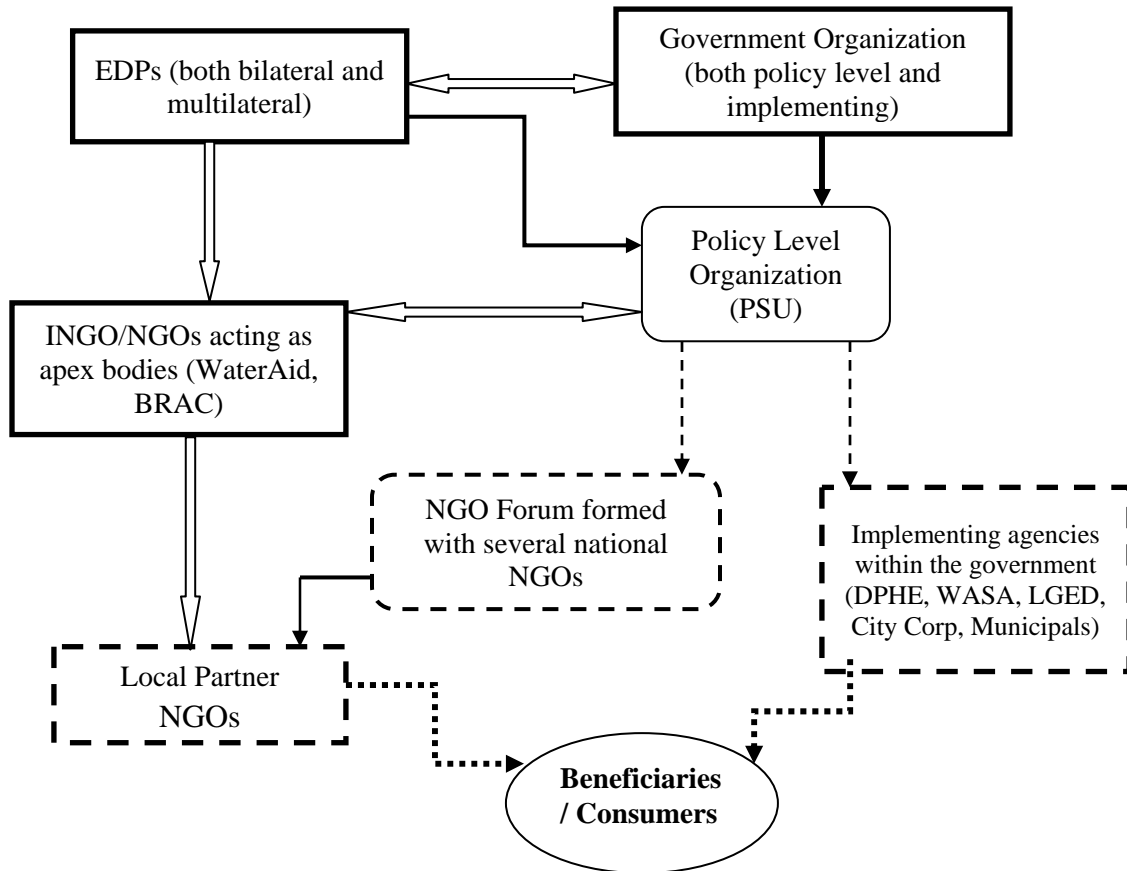 EDPs (both bilateral and
multilateral)
Government Organization
(both policy level and
implementing)
Policy Level
Organization
(PSU)
INGO/NGOs acting as
apex bodies (WaterAid,
BRAC)
NGO Forum formed
with several national
NGOs
Implementing agencies
within the government
(DPHE, WASA, LGED,
City Corp, Municipals)
Local Partner
NGOs
Beneficiaries
/ Consumers